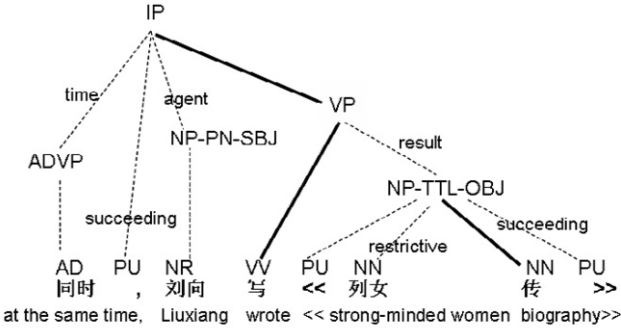 IP
time
agent
VP
NP-PN-SBJ
result
ADVP
NP-TTL-OBJ
succeeding
succeeding
restrictive
AD PU NR VV PU NN NN PU
同时 , 刘向 写 << 列女 传 >>
at the same time, Liuxiang wrote << strong-minded women biography>>